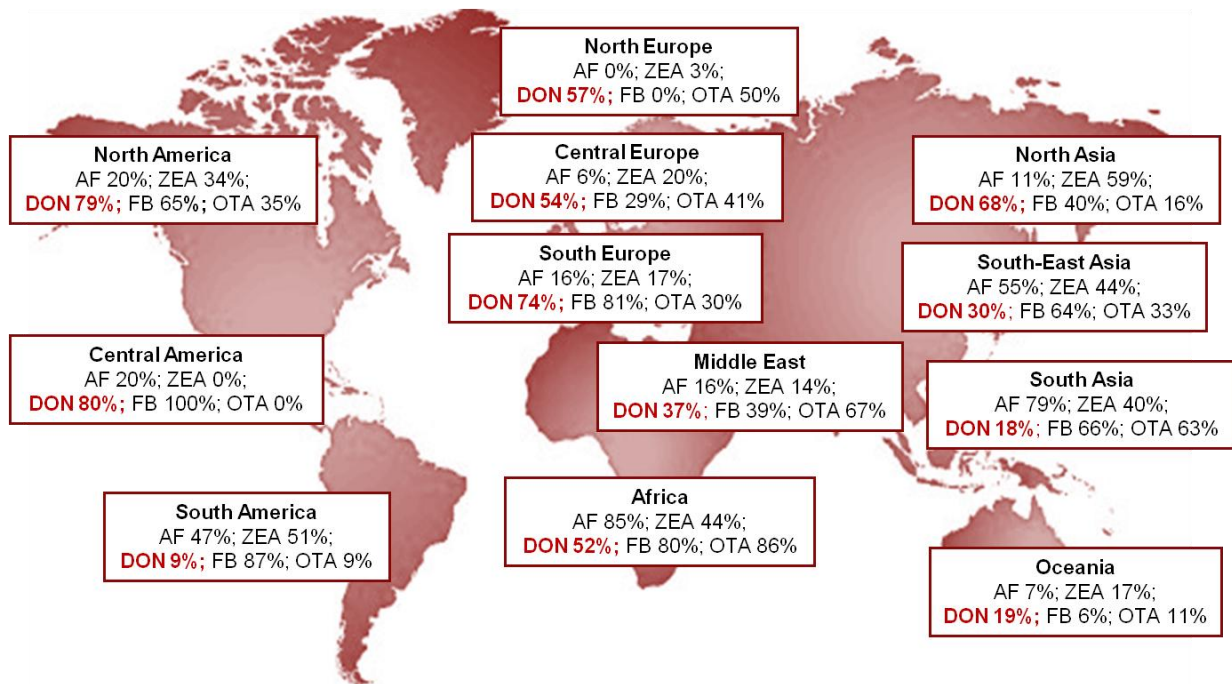 North Europe
AF 0%; ZEA 3%;
DON 57%; FB 0%; OTA 50%
North America
AF 20%; ZEA 34%;
DON 79%; FB 65%; OTA 35%
Central Europe
AF 6%; ZEA 20%;
DON 54%; FB 29%; OTA 41%
North Asia
AF 11%; ZEA 59%;
DON 68%; FB 40%; OTA 16%
South Europe
AF 16%; ZEA 17%;
DON 74%; FB 81%; OTA 30%
South-East Asia
AF 55%; ZEA 44%;
DON 30%; FB 64%; OTA 33%
Central America
AF 20%; ZEA 0%;
DON 80%; FB 100%; OTA 0%
Middle East
AF 16%; ZEA 14%;
DON 37%; FB 39%; OTA 67%
South Asia
AF 79%; ZEA 40%;
DON 18%; FB 66%; OTA 63%
South America
AF 47%; ZEA 51%;
DON 9%; FB 87%; OTA 9%
Africa
AF 85%; ZEA 44%;
DON 52%; FB 80%; OTA 86%
Oceania
AF 7%; ZEA 17%;
DON 19%; FB 6%; OTA 11%